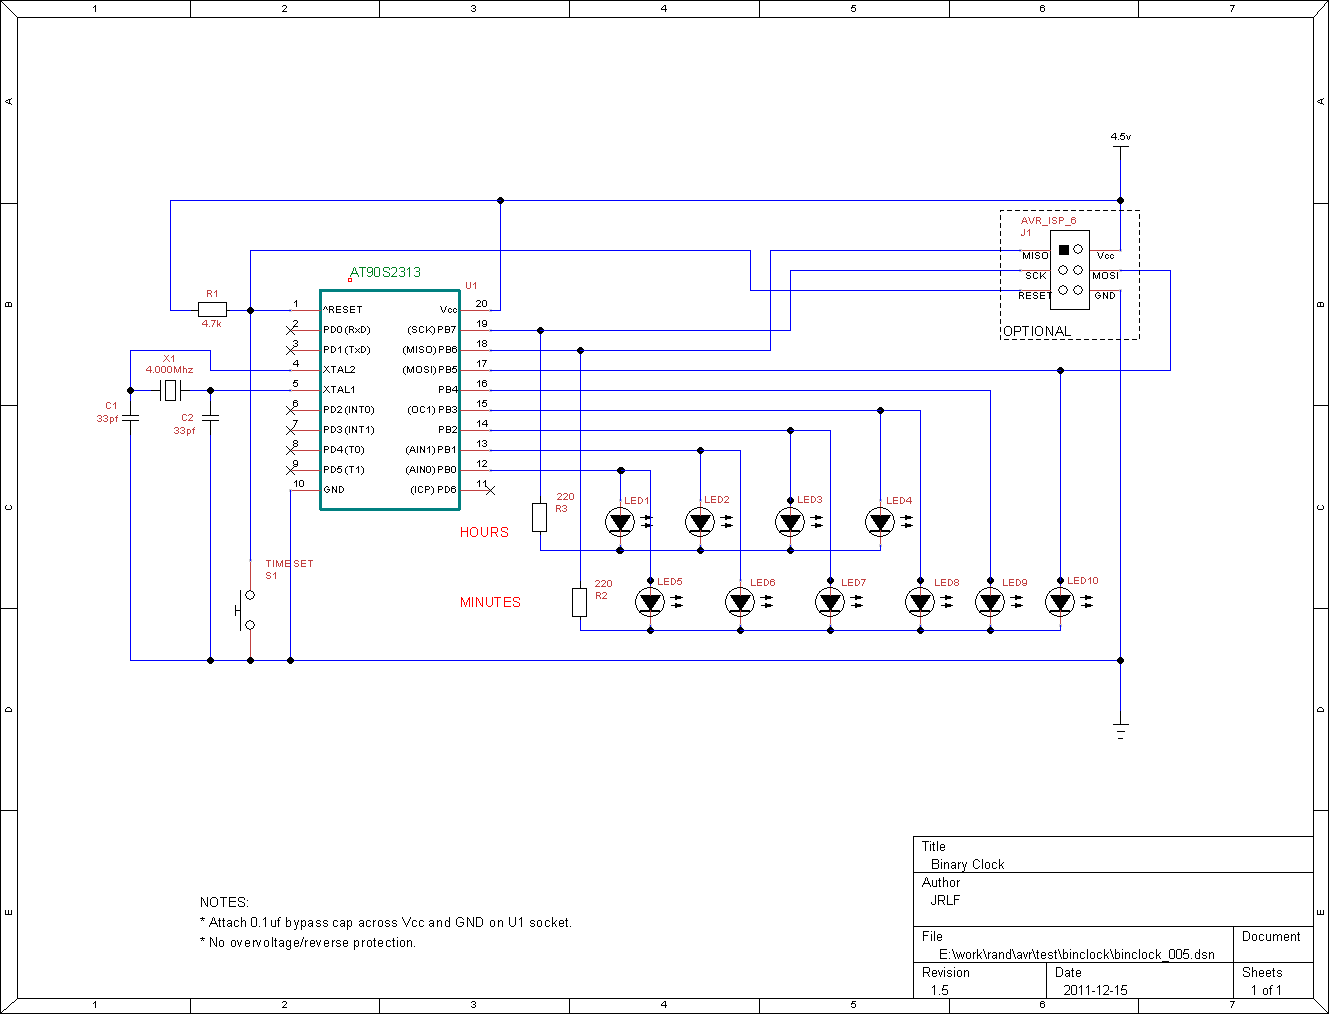 1 2 3 4 5 6 7
A A
B B
C C
D D
E E
4.5v
AVR_ISP_6
J1
MISO Vcc
SCK MOSI
RESET GND
OPTIONAL
AT90S2313
U1
R1
4.7k
1 ^RESET Vcc 20
2 PD0(RxD) (SCK)PB7 19
3 PD1(TxD) (MISO)PB6 18
4 XTAL2 (MOSI)PB5 17
5 XTAL1 PB4 16
6 PD2(INT0) (OC1)PB3 15
7 PD3(INT1) PB2 14
8 PD4(T0) (AIN1)PB1 13
9 PD5(T1) (AIN0)PB0 12
10 GND (ICP)PD6 11
X1
4.000Mhz
C1
33pf
C2
33pf
220
R3
LED1 LED2 LED3 LED4
HOURS
TIMESET
S1
220
R2
LED5 LED6 LED7 LED8 LED9 LED10
MINUTES
NOTES:
* Attach 0.1uf bypass cap across Vcc and GND on U1 socket.
* No overvoltage/reverse protection.
Title
Binary Clock
Author
JRLF
File
E:\work\rand\avr\test\binclock\binclock_005.dsn
Document
Revision
1.5
Date
2011-12-15
Sheets
1 of 1
1 2 3 4 5 6 7